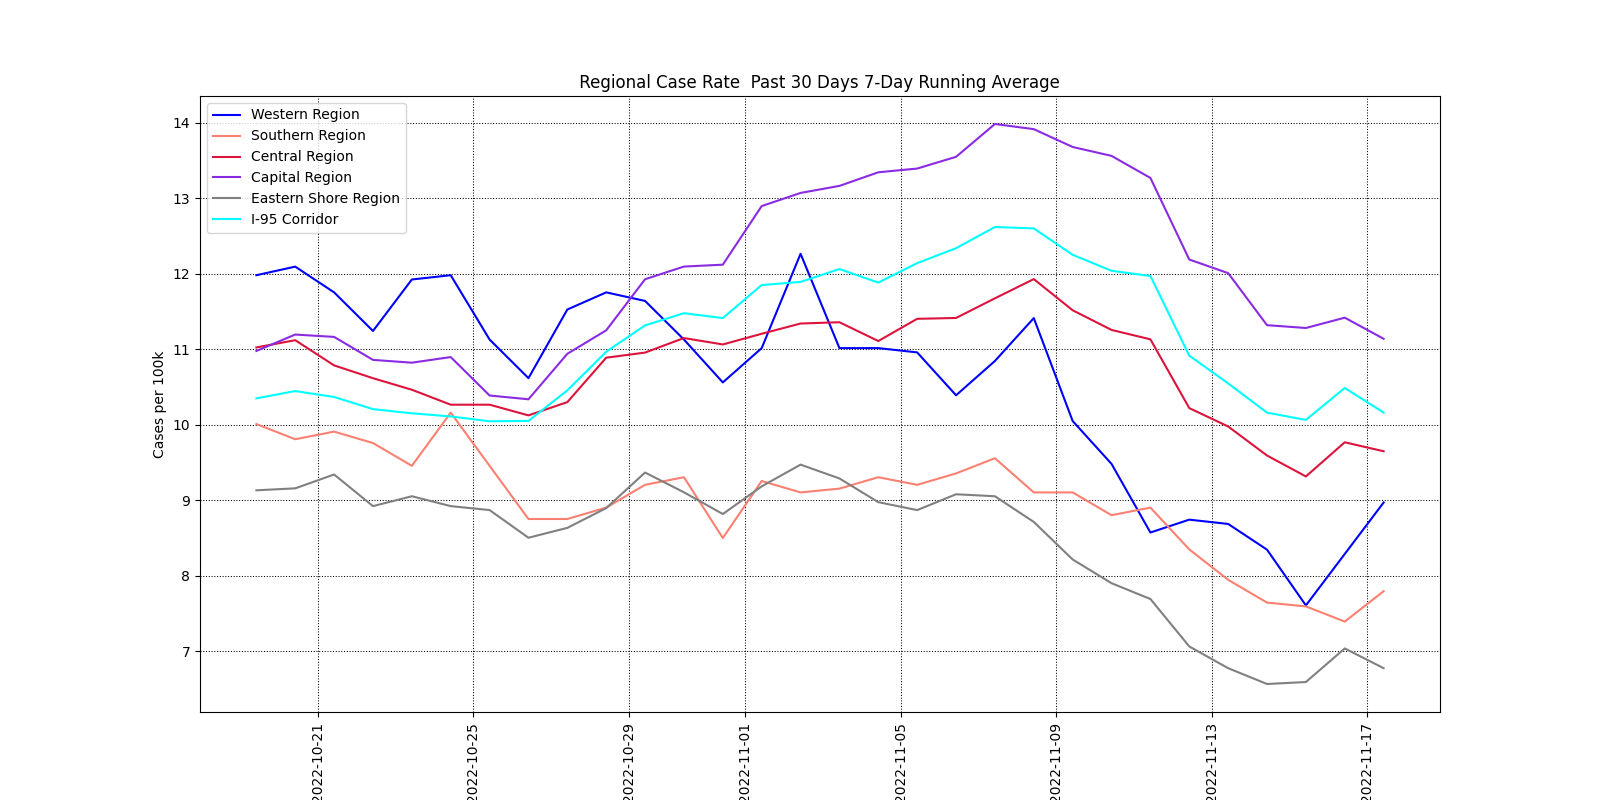 Regional Case Rate  Past 30 Days 7-Day Running Average
Western Region
Southern Region
Central Region
Capital Region
Eastern Shore Region
I-95 Corridor
Cases per 100k
14
13
12
11
10
9
8
7
2022-10-21
2022-10-25
2022-10-29
2022-11-01
2022-11-05
2022-11-09
2022-11-13
2022-11-17